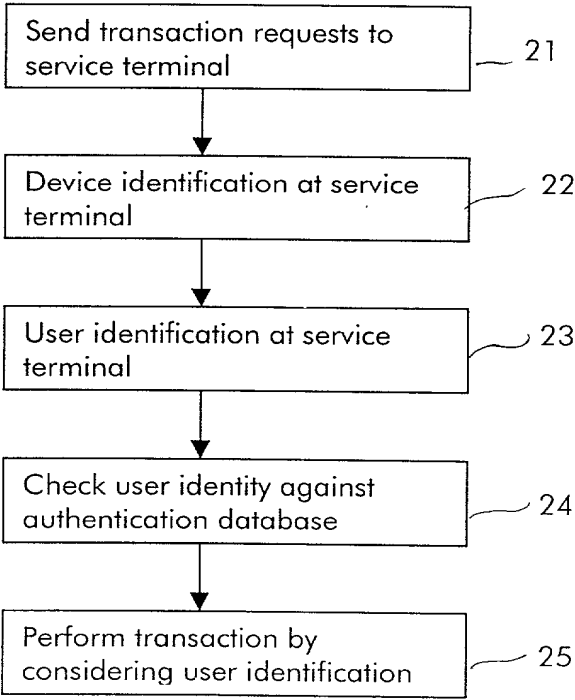 Send transaction requests to
service terminal
21
Device identification at service
terminal
22
User identification at service
terminal
23
Check user identity against
authentication database
24
Perform transaction by
considering user identification
25